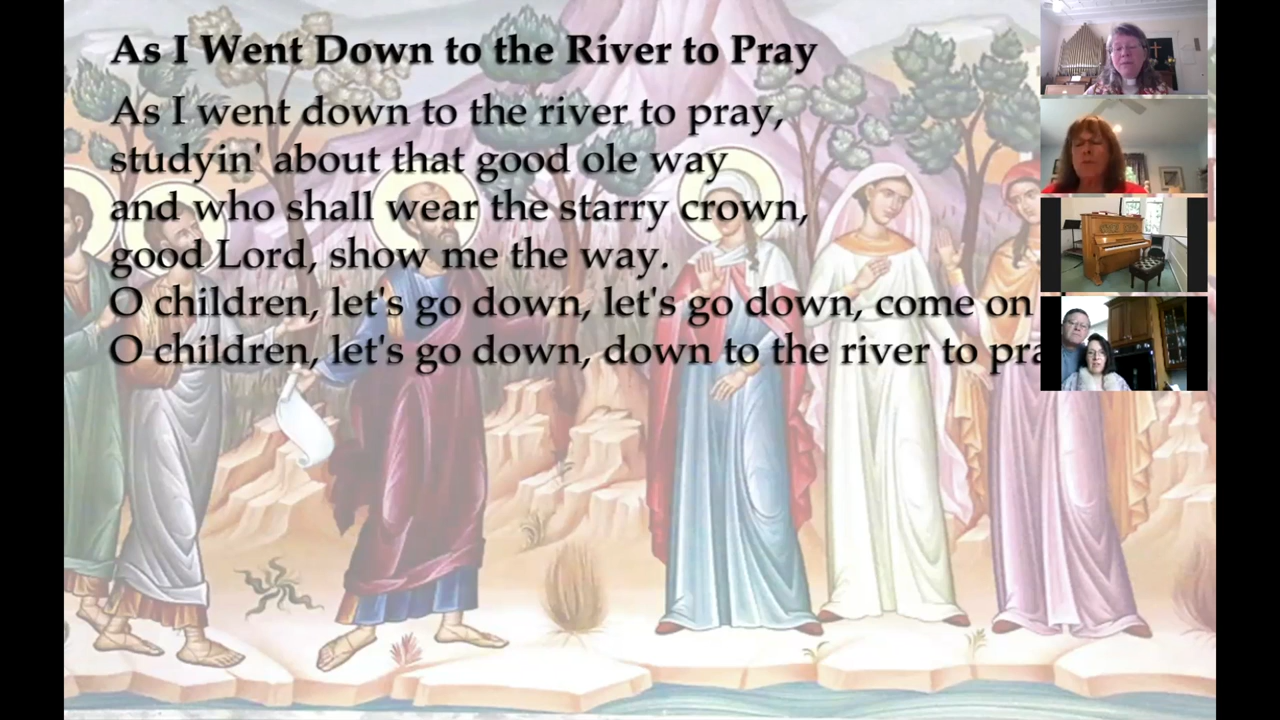 As I Went Down to the River to Pray
As I went down to the river to pray,
studyin' about that good ole way
and who shall wear the starry crown,
good Lord, show me the way.
O children, let's go down, let's go down, come on
O children, let's go down, down to the river to pra